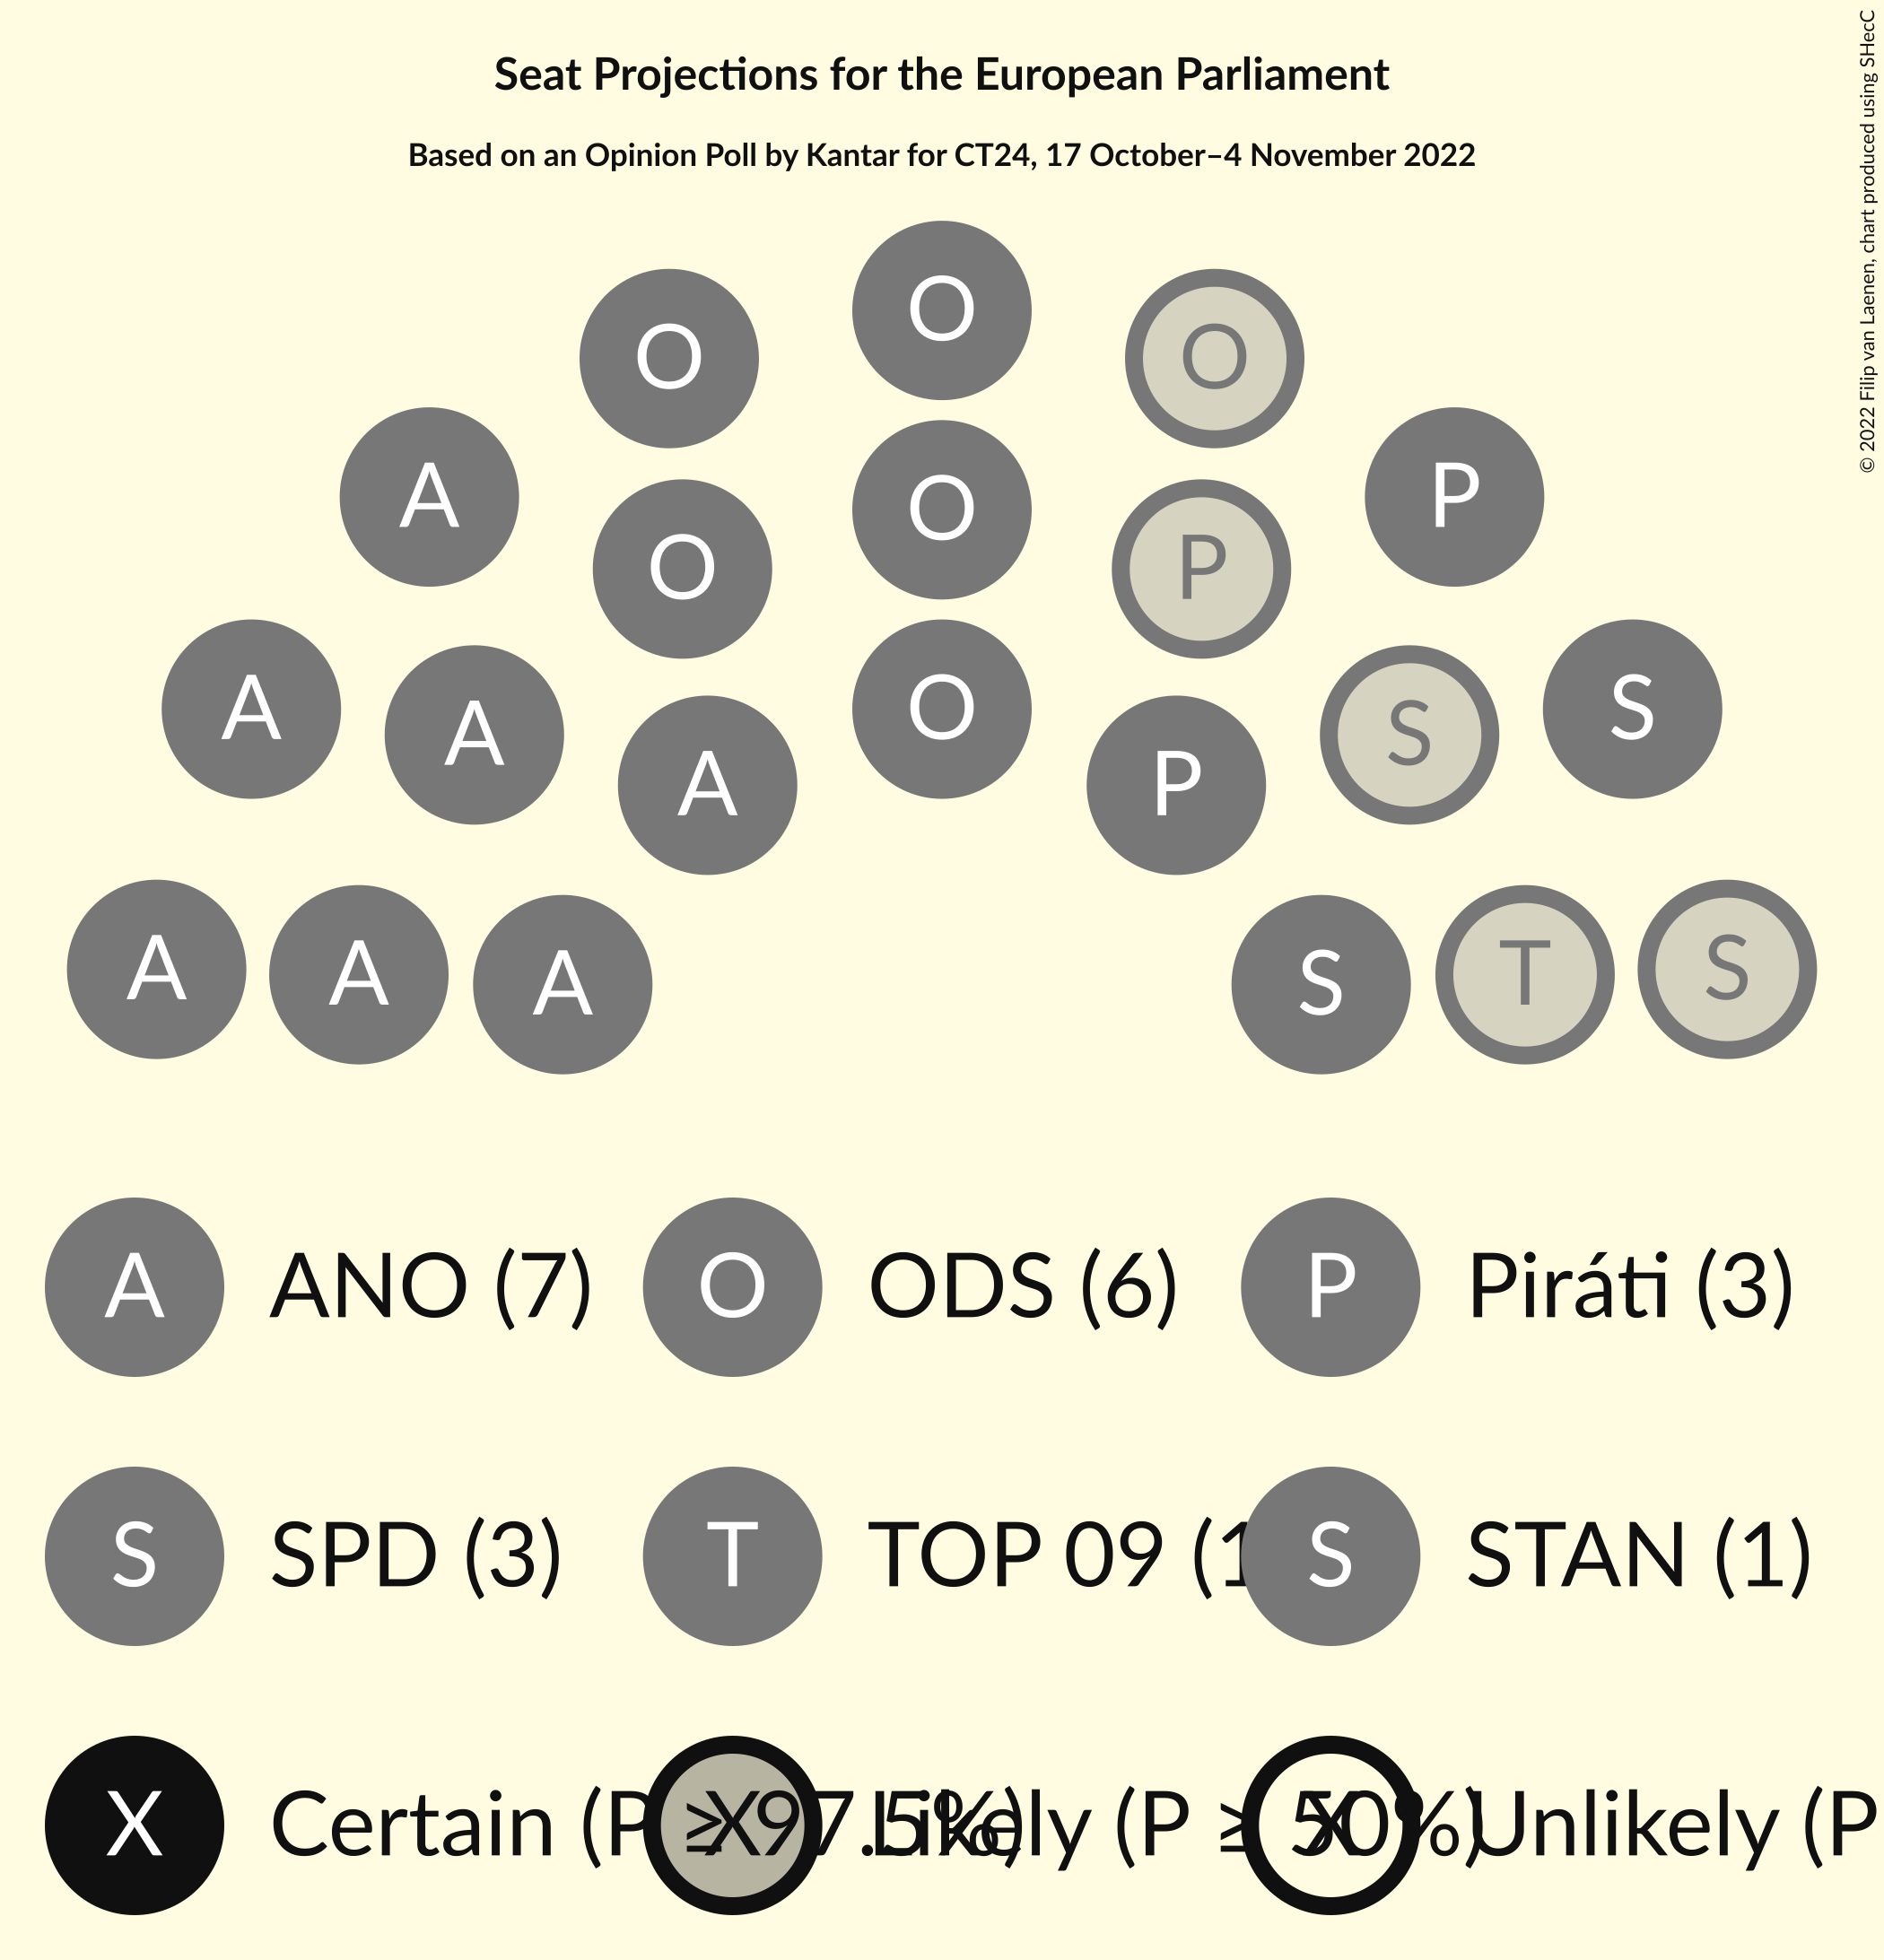 Seat Projections for the European Parliament
Based on an Opinion Poll by Kantar for CT24, 17 October–4 November 2022
© 2022 Filip van Laenen, chart produced using SHecC
O
O O
A O P
O O P
A A O S S
A P
A A A S T S
A ANO (7) O ODS (6) P Piráti (3)
S SPD (3) T TOP 09 (1 S STAN (1)
X Certain (P ≥ 97.5%) X Likely (P ≥ 50%) X Unlikely (P